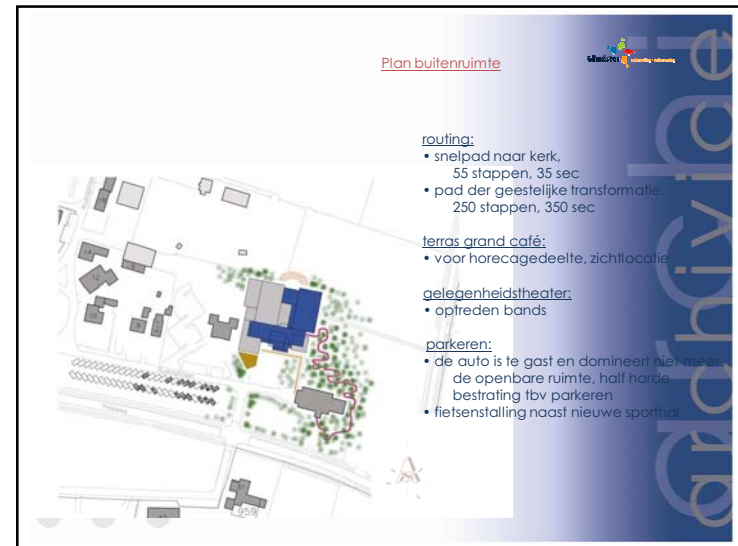 Plan buitenruimte
routing:
• snelpad naar kerk,
55 stappen, 35 sec
• pad der geestelijke transformatie,
250 stappen, 350 sec
terras grand café:
• voor horecagedeelte, zichtlocatie
gelegenheidstheater:
• optreden bands
parkeren:
• de auto is te gast en domineert niet meer
de openbare ruimte, half harde
bestrating tbv parkeren
• fietsenstalling naast nieuwe sporthal
959